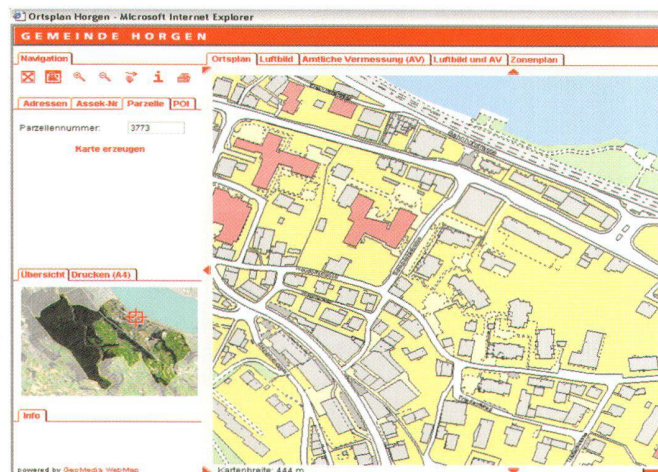 Ortsplan Horgen - Microsoft Internet Explorer
GEMEINDE HORGEN
Navigation
Ortsplan Luftbild Amtliche Vermessung (AV) Luftbild und AV Zonenplan
Adressen Assek-Nr Parzelle POI
Parzellennummer: 3773
Karte erzeugen
Übersicht Drucken (A4)
Info
powered by GeoMedia WebMap
Kartenbreite: 444 m